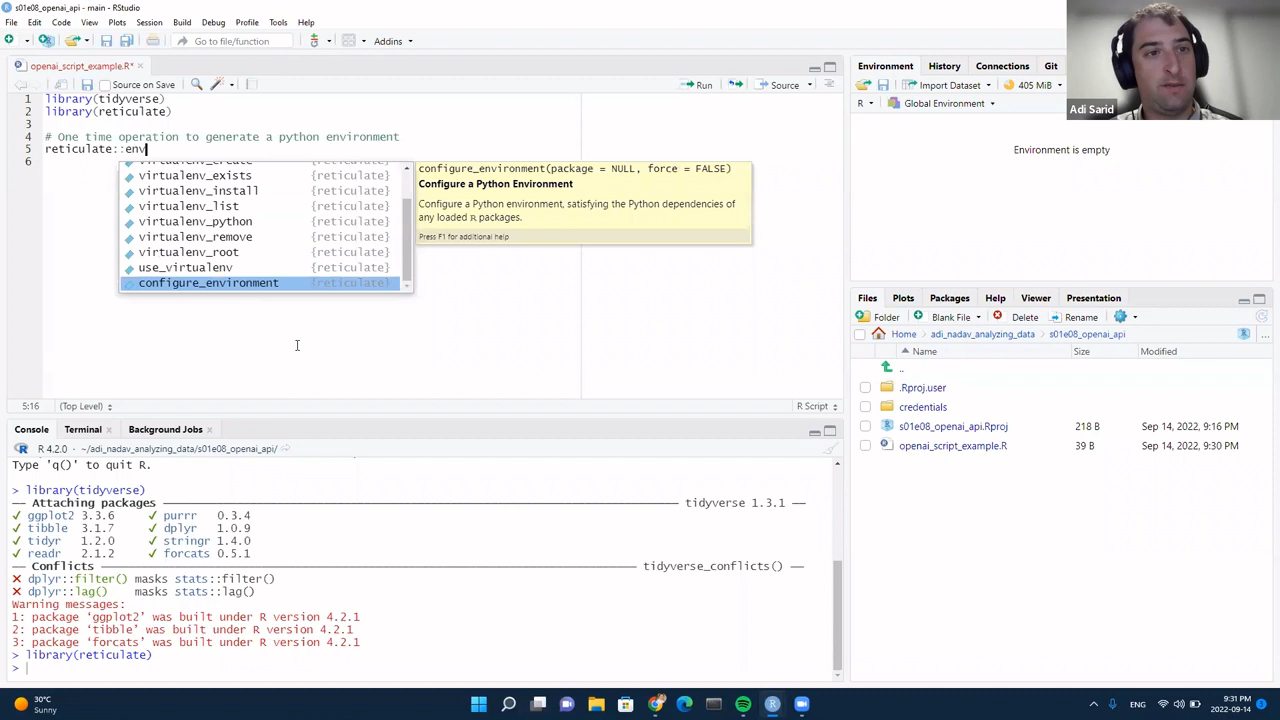 s01e08_openai_api - main - RStudio
File Edit Code View Plots Session Build Debug Profile Tools Help
Go to file/function Addins
openai_script_example.R*
Source on Save Run Source
1 library(tidyverse)
2 library(reticulate)
3
4 # One time operation to generate a python environment
5 reticulate::env
6
virtualenv_create {reticulate}
virtualenv_exists {reticulate}
virtualenv_install {reticulate}
virtualenv_list {reticulate}
virtualenv_python {reticulate}
virtualenv_remove {reticulate}
virtualenv_root {reticulate}
use_virtualenv {reticulate}
configure_environment {reticulate}
configure_environment(package = NULL, force = FALSE)
Configure a Python Environment
Configure a Python environment, satisfying the Python dependencies of
any loaded R packages.
Press F1 for additional help
5:16 (Top Level) R Script
Console Terminal Background Jobs
R 4.2.0 · ~/adi_nadav_analyzing_data/s01e08_openai_api/
Type 'q()' to quit R.
> library(tidyverse)
── Attaching packages ── tidyverse 1.3.1 ──
✓ ggplot2 3.3.6 ✓ purrr 0.3.4
✓ tibble 3.1.7 ✓ dplyr 1.0.9
✓ tidyr 1.2.0 ✓ stringr 1.4.0
✓ readr 2.1.2 ✓ forcats 0.5.1
── Conflicts ── tidyverse_conflicts() ──
✖ dplyr::filter() masks stats::filter()
✖ dplyr::lag() masks stats::lag()
Warning messages:
1: package ‘ggplot2’ was built under R version 4.2.1
2: package ‘tibble’ was built under R version 4.2.1
3: package ‘forcats’ was built under R version 4.2.1
> library(reticulate)
>
Adi Sarid
Environment History Connections Git
Import Dataset 405 MiB
R Global Environment
Environment is empty
Files Plots Packages Help Viewer Presentation
Folder Blank File Delete Rename
Home adi_nadav_analyzing_data s01e08_openai_api ...
Name Size Modified
..
.Rproj.user
credentials
s01e08_openai_api.Rproj 218 B Sep 14, 2022, 9:16 PM
openai_script_example.R 39 B Sep 14, 2022, 9:30 PM
30°C
Sunny
ENG
9:31 PM
2022-09-14